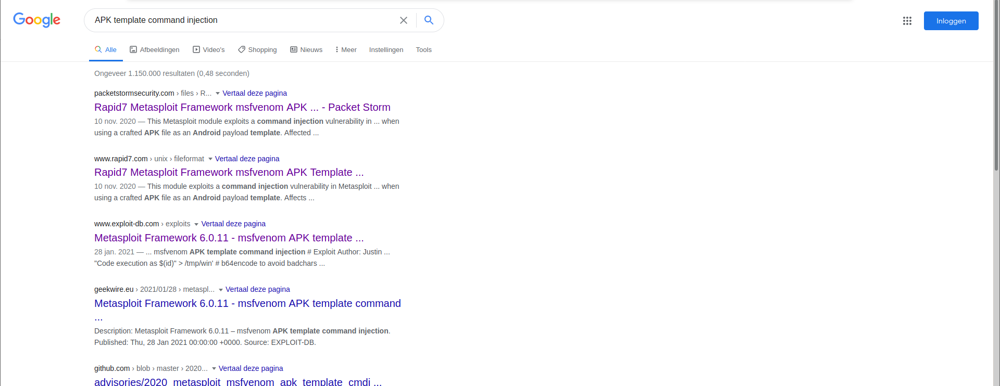 Google
APK template command injection
Inloggen
Alle Afbeeldingen Video's Shopping Nieuws Meer Instellingen Tools
Ongeveer 1.150.000 resultaten (0,48 seconden)
packetstormsecurity.com › files › R... Vertaal deze pagina
Rapid7 Metasploit Framework msfvenom APK ... - Packet Storm
10 nov. 2020 — This Metasploit module exploits a command injection vulnerability in ... when
using a crafted APK file as an Android payload template. Affected ...
www.rapid7.com › unix › fileformat Vertaal deze pagina
Rapid7 Metasploit Framework msfvenom APK Template ...
10 nov. 2020 — This module exploits a command injection vulnerability in Metasploit ... when
using a crafted APK file as an Android payload template. Affects ...
www.exploit-db.com › exploits Vertaal deze pagina
Metasploit Framework 6.0.11 - msfvenom APK template ...
28 jan. 2021 — ... msfvenom APK template command injection # Exploit Author: Justin ...
"Code execution as $(id)" > /tmp/win' # b64encode to avoid badchars ...
geekwire.eu › 2021/01/28 › metaspl... Vertaal deze pagina
Metasploit Framework 6.0.11 - msfvenom APK template command
...
Description: Metasploit Framework 6.0.11 – msfvenom APK template command injection.
Published: Thu, 28 Jan 2021 00:00:00 +0000. Source: EXPLOIT-DB.
github.com › blob › master › 2020... Vertaal deze pagina
advisories/2020_metasploit_msfvenom_apk_template_cmdi ...